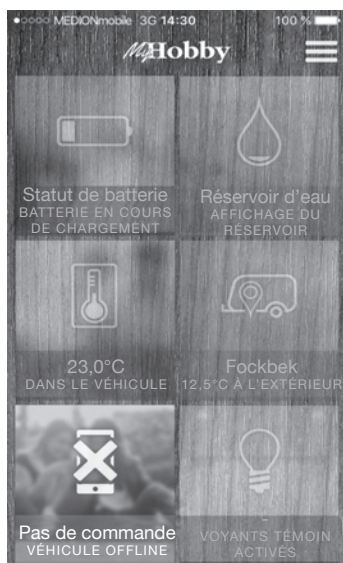 MEDIONmobile 3G 14:30 100 %
MyHobby
Statut de batterie
BATTERIE EN COURS
DE CHARGEMENT
Réservoir d'eau
AFFICHAGE DU
RÉSERVOIR
23,0°C
DANS LE VÉHICULE
Fockbek
12,5°C À L'EXTÉRIEUR
Pas de commande
VÉHICULE OFFLINE
-
VOYANTS TÉMOIN
ACTIVÉS